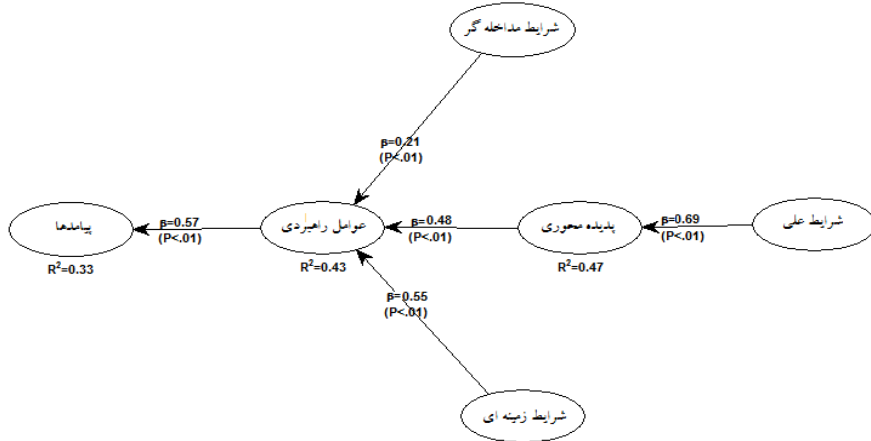 شرایط مداخله گر
β=0.21
(P<.01)
شرایط علی
β=0.69
(P<.01)
پدیده محوری
R²=0.47
β=0.48
(P<.01)
عوامل راهبردی
R²=0.43
β=0.57
(P<.01)
پیامدها
R²=0.33
β=0.55
(P<.01)
شرایط زمینه ای